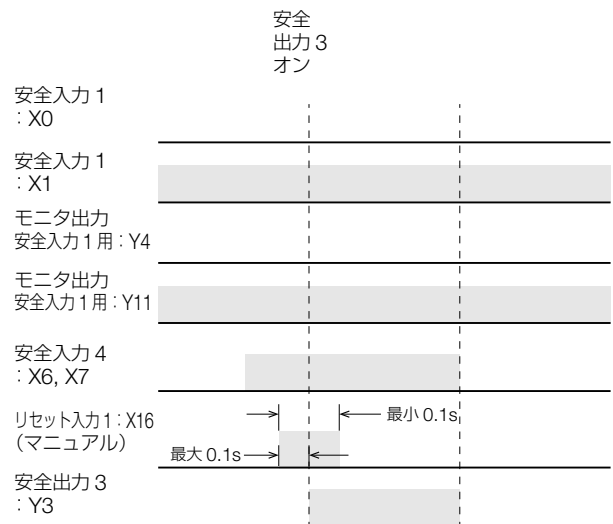 安全
出力 3
オン
安全入力 1
: X0
安全入力 1
: X1
モニタ出力
安全入力 1 用 : Y4
モニタ出力
安全入力 1 用 : Y11
安全入力 4
: X6, X7
リセット入力 1 : X16
(マニュアル)
最小 0.1s
最大 0.1s
安全出力 3
: Y3